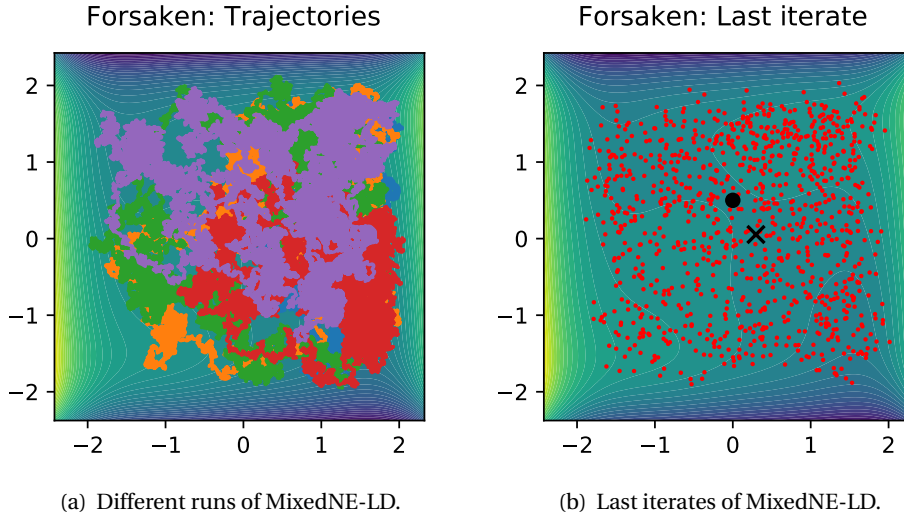 Forsaken: Trajectories
2
1
0
−1
−2
−2 −1 0 1 2
(a) Different runs of MixedNE-LD.
Forsaken: Last iterate
2
1
0
−1
−2
−2 −1 0 1 2
(b) Last iterates of MixedNE-LD.